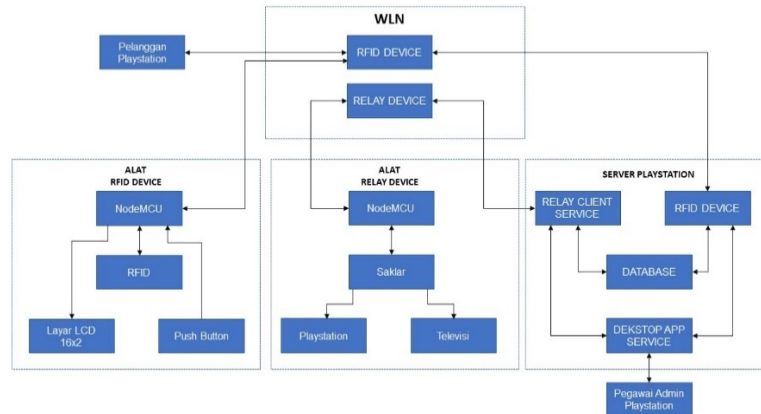 WLN
Pelanggan
Playstation
RFID DEVICE
RELAY DEVICE
ALAT
RFID DEVICE
NodeMCU
RFID
Layar LCD
16x2
Push Button
ALAT
RELAY DEVICE
NodeMCU
Saklar
Playstation
Televisi
SERVER PLAYSTATION
RELAY CLIENT
SERVICE
RFID DEVICE
DATABASE
DEKSTOP APP
SERVICE
Pegawai Admin
Playstation